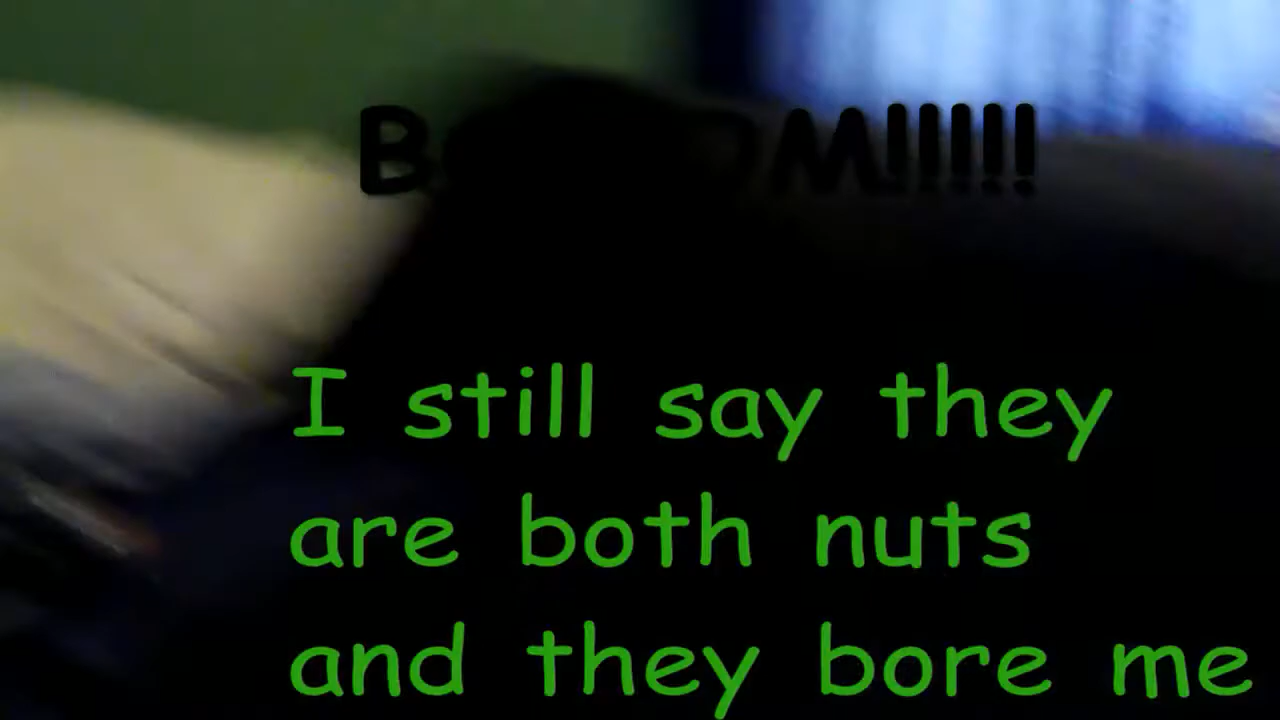 I still say they
are both nuts
and they bore me